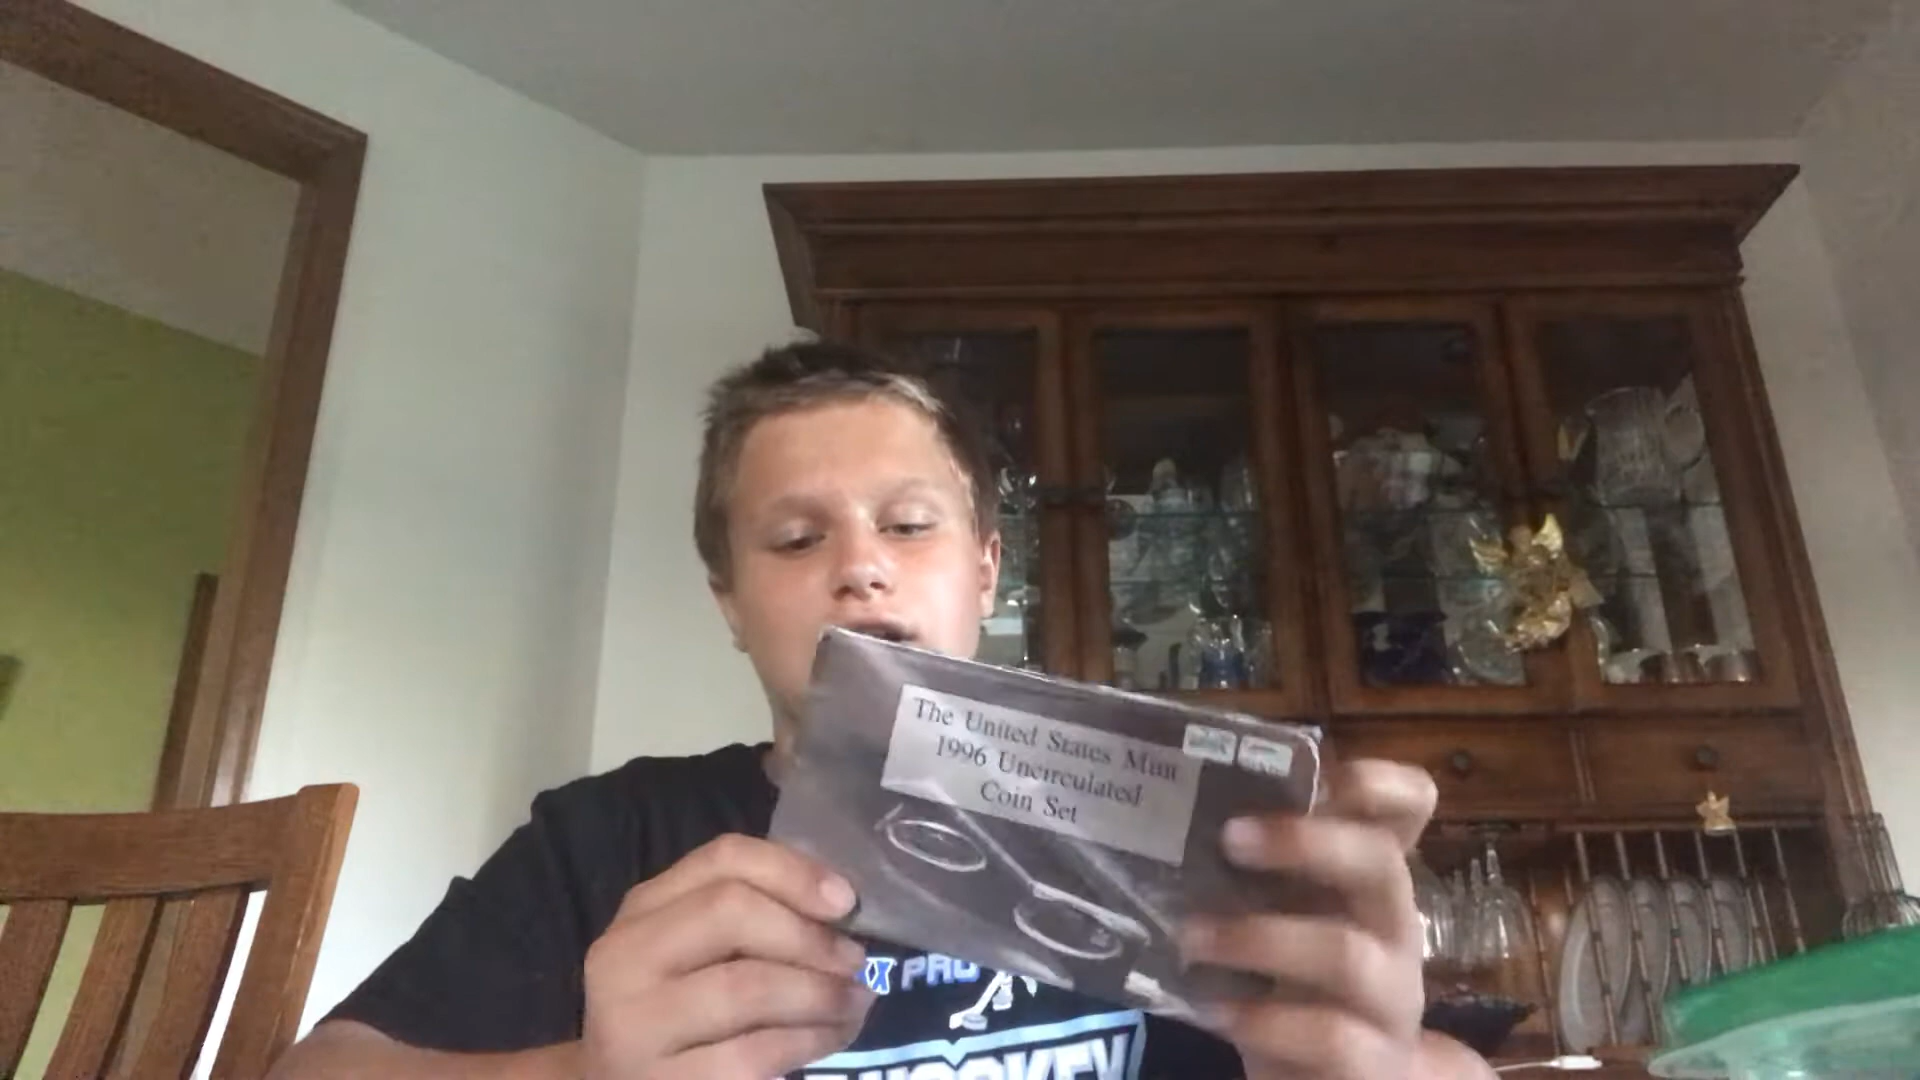 The United States Mint
1996 Uncirculated
Coin Set
PRO
HOCKEY